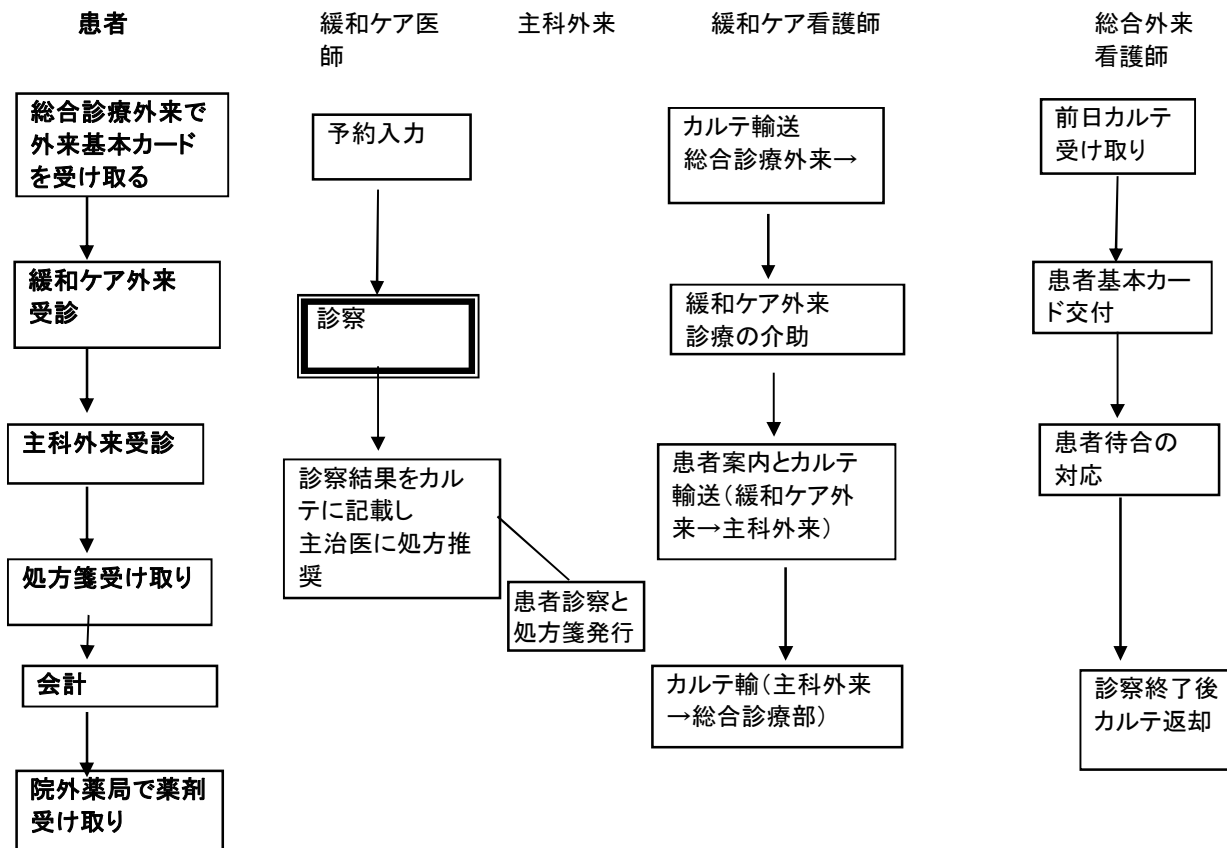 患者
緩和ケア医
師
主科外来
緩和ケア看護師
総合外来
看護師
総合診療外来で
外来基本カード
を受け取る
緩和ケア外来
受診
主科外来受診
処方箋受け取り
会計
院外薬局で薬剤
受け取り
予約入力
診察
診察結果をカル
テに記載し
主治医に処方推
奨
患者診察と
処方箋発行
カルテ輸送
総合診療外来→
緩和ケア外来
診療の介助
患者案内とカルテ
輸送(緩和ケア外
来→主科外来)
カルテ輸(主科外来
→総合診療部)
前日カルテ
受け取り
患者基本カー
ド交付
患者待合の
対応
診察終了後
カルテ返却